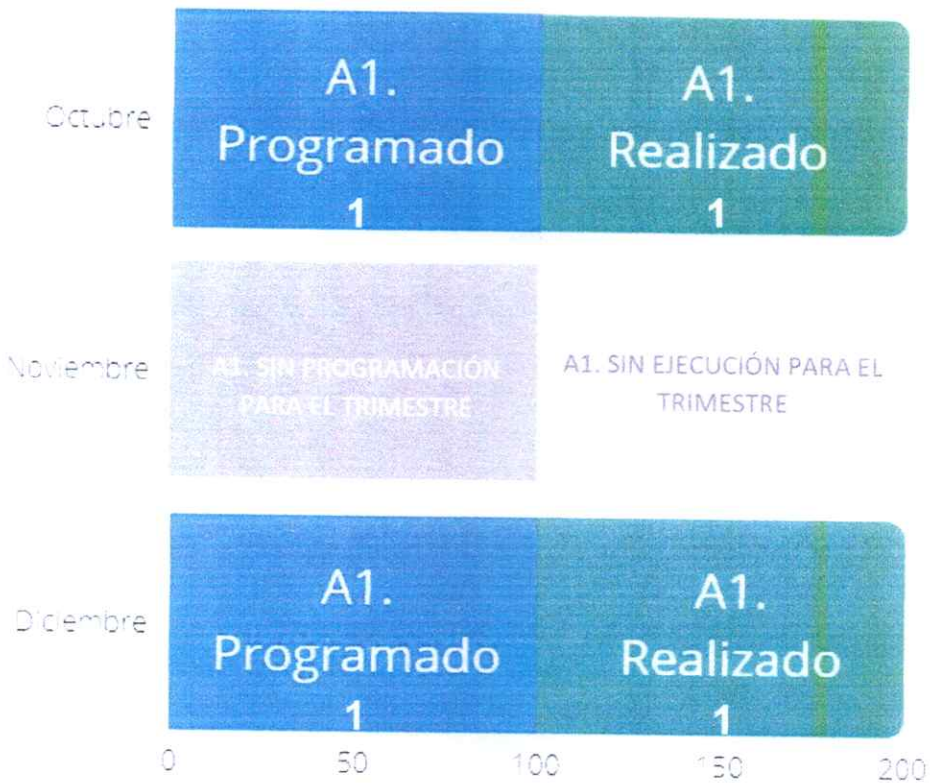 Octubre
A1.
Programado
1
A1.
Realizado
1
Noviembre
A1. SIN PROGRAMACIÓN
PARA EL TRIMESTRE
A1. SIN EJECUCIÓN PARA EL
TRIMESTRE
Diciembre
A1.
Programado
1
A1.
Realizado
1
0 50 100 150 200